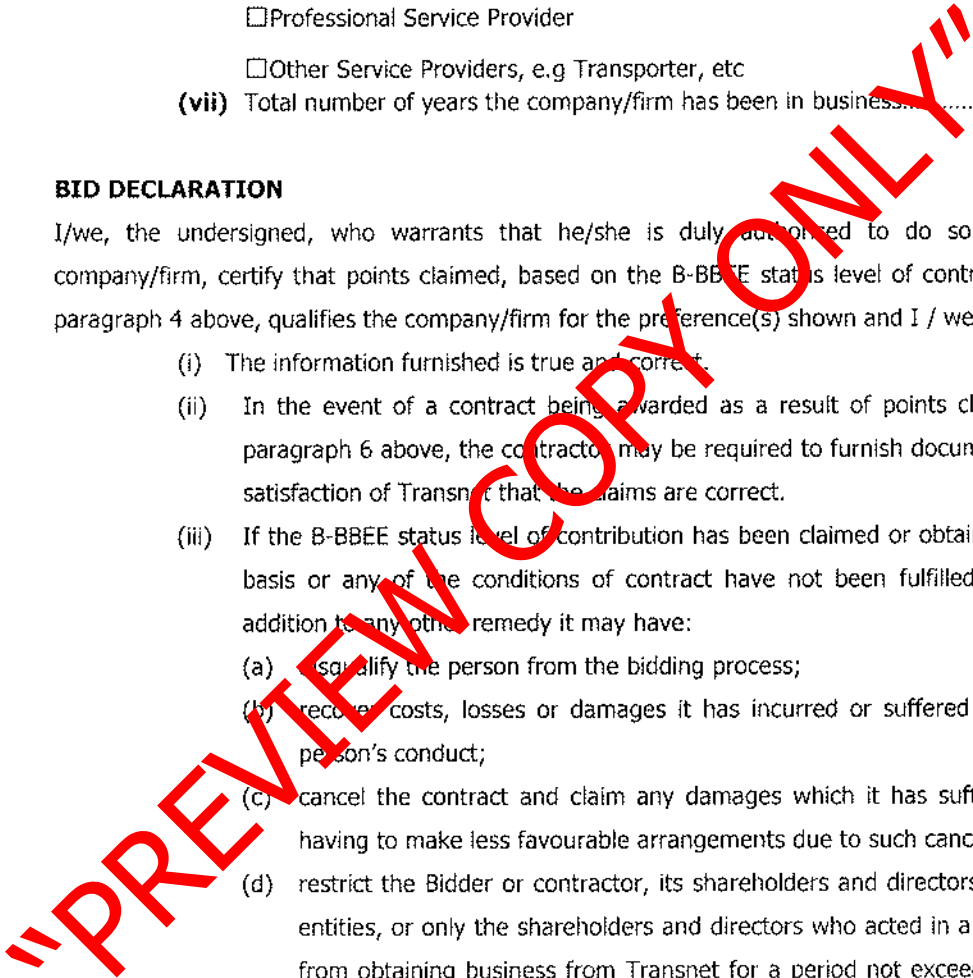 ☐Professional Service Provider
☐Other Service Providers, e.g Transporter, etc
(vii) Total number of years the company/firm has been in business..............
BID DECLARATION
I/we, the undersigned, who warrants that he/she is duly authorised to do so
company/firm, certify that points claimed, based on the B-BBEE status level of contr
paragraph 4 above, qualifies the company/firm for the preference(s) shown and I / we
(i) The information furnished is true and correct.
(ii) In the event of a contract being awarded as a result of points cl
paragraph 6 above, the contractor may be required to furnish docum
satisfaction of Transnet that the claims are correct.
(iii) If the B-BBEE status level of contribution has been claimed or obtai
basis or any of the conditions of contract have not been fulfilled
addition to any other remedy it may have:
(a) disqualify the person from the bidding process;
(b) recover costs, losses or damages it has incurred or suffered
person's conduct;
(c) cancel the contract and claim any damages which it has suff
having to make less favourable arrangements due to such canc
(d) restrict the Bidder or contractor, its shareholders and directors
entities, or only the shareholders and directors who acted in a
from obtaining business from Transnet for a period not excee
"PREVIEW COPY ONLY"